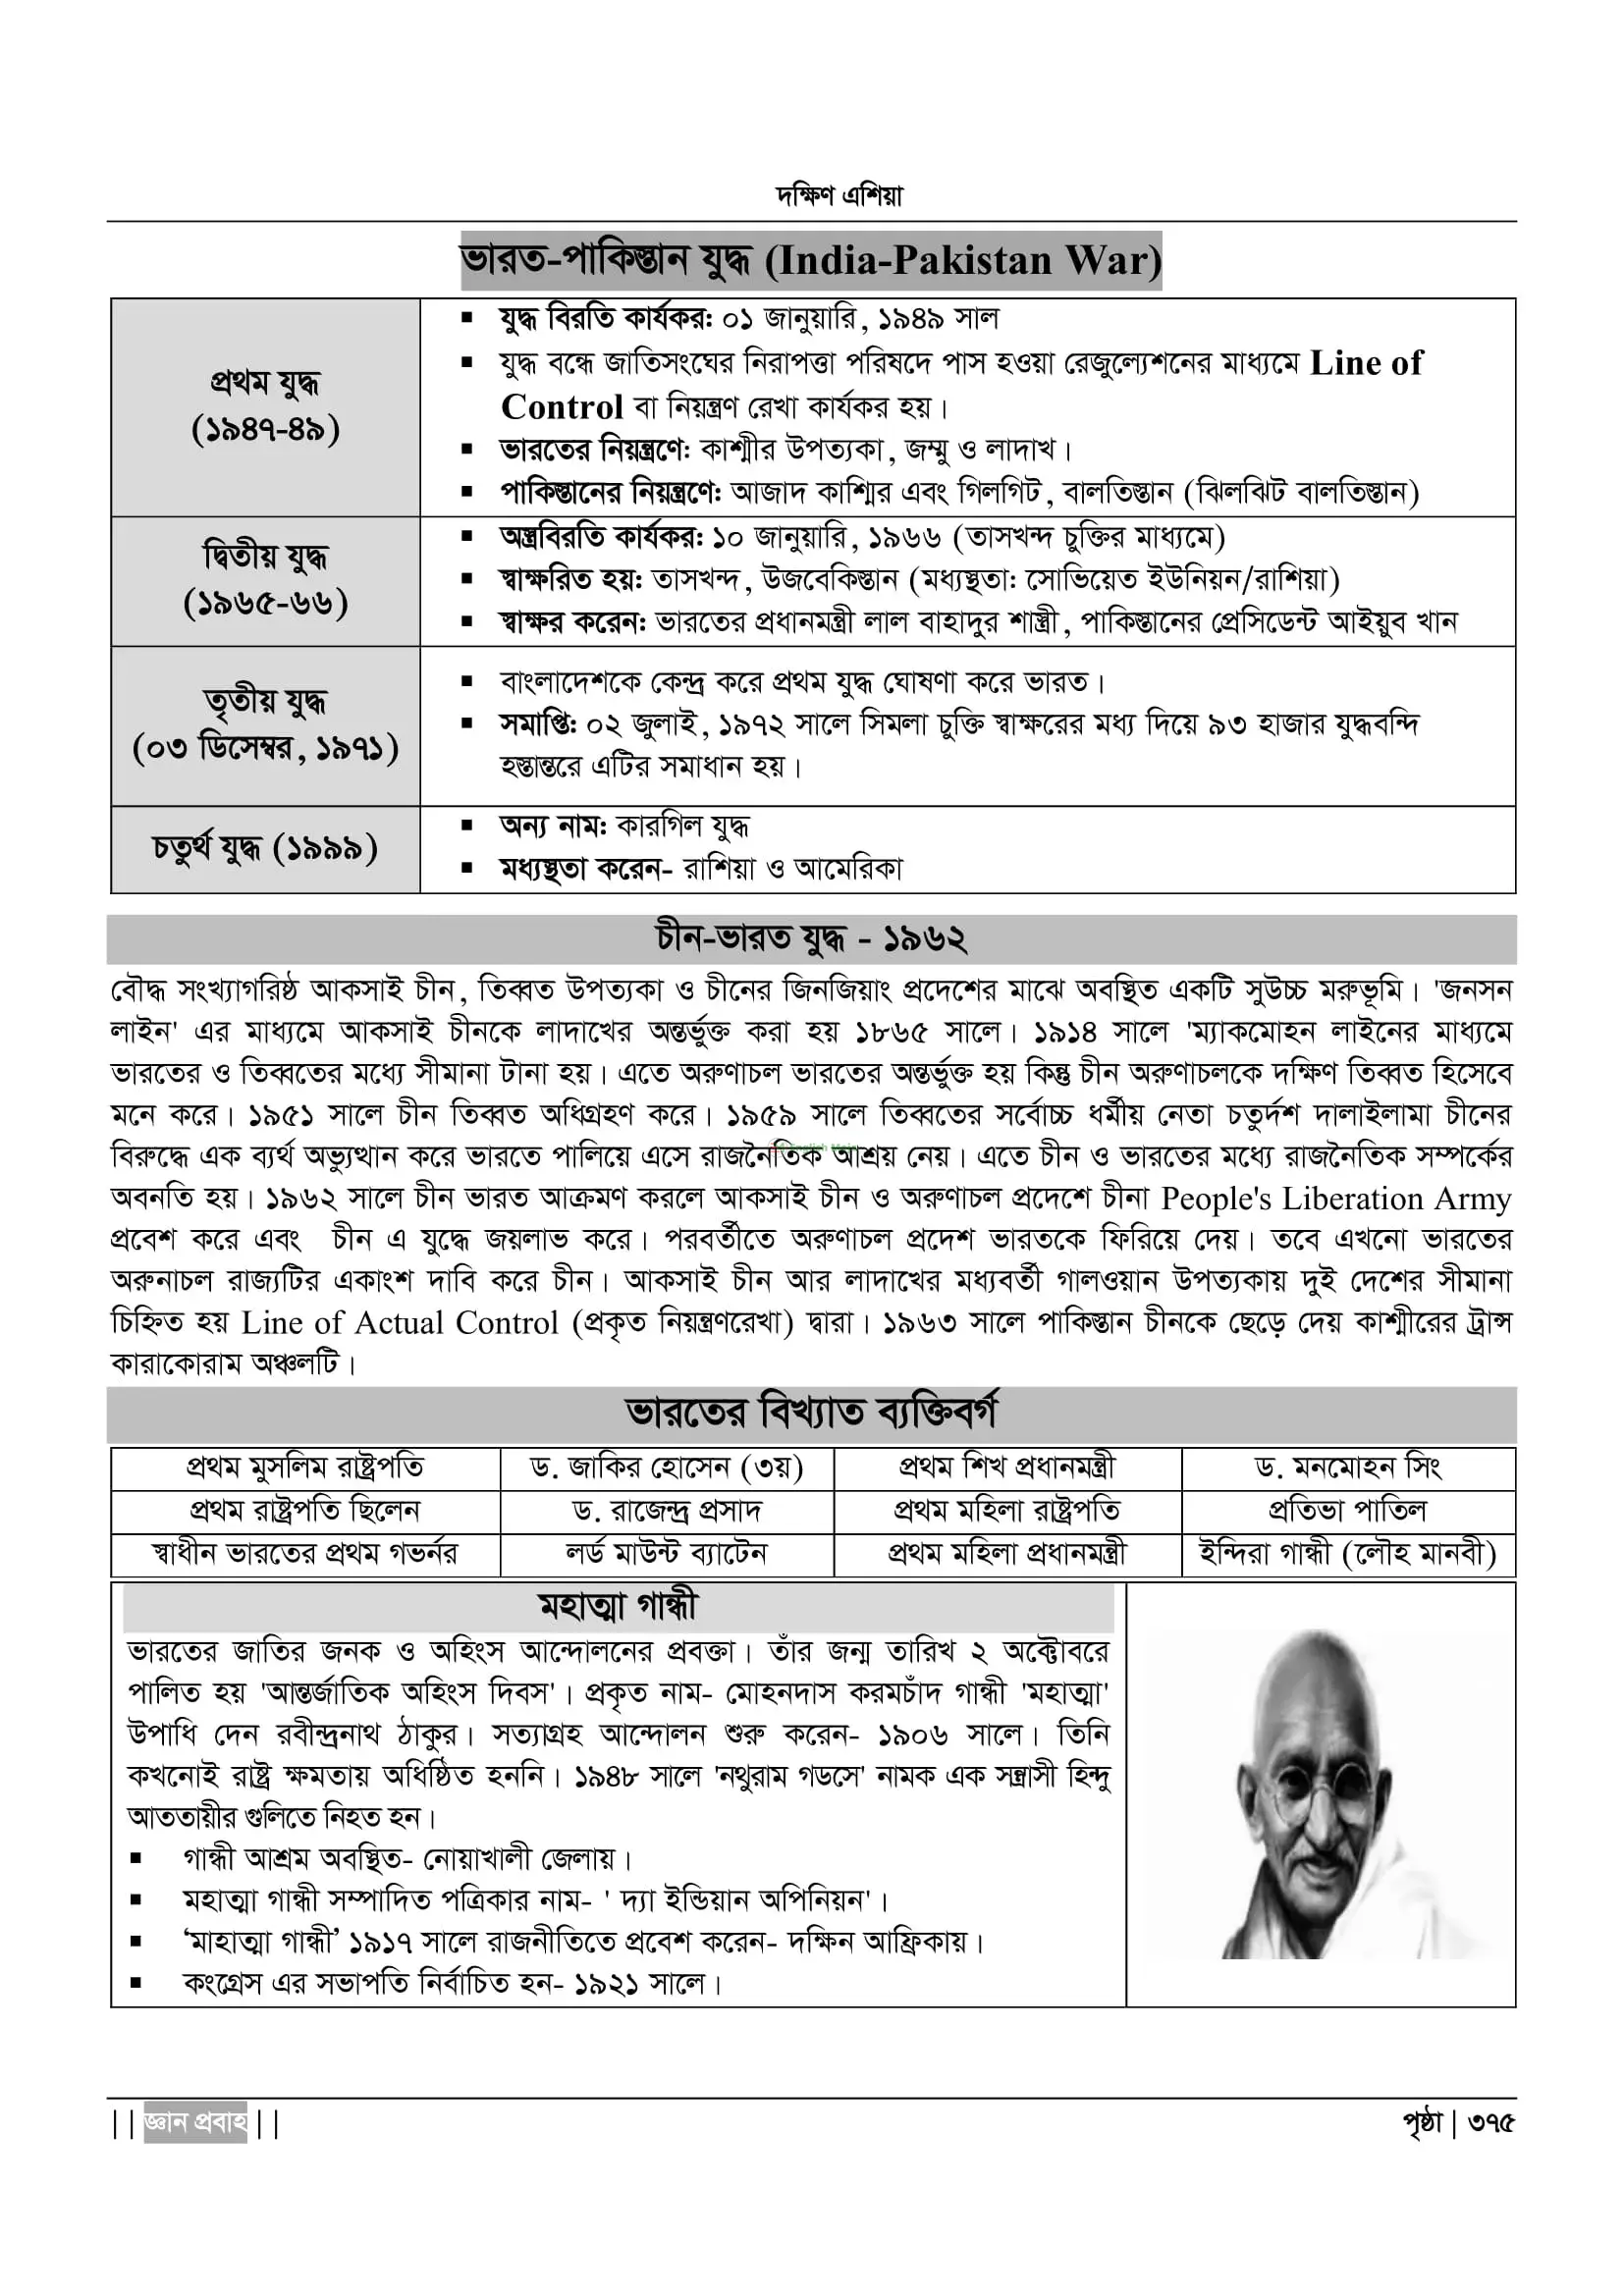 দক্ষিণ এশিয়া
ভারত-পাকিস্তান যুদ্ধ (India-Pakistan War)
প্রথম যুদ্ধ
(১৯৪৭-৪৯)
▪ যুদ্ধ বিরতি কার্যকর: ০১ জানুয়ারি, ১৯৪৯ সাল
▪ যুদ্ধ বন্ধে জাতিসংঘের নিরাপত্তা পরিষদে পাস হওয়া রেজুল্যেশনের মাধ্যমে Line of
Control বা নিয়ন্ত্রণ রেখা কার্যকর হয়।
▪ ভারতের নিয়ন্ত্রণে: কাশ্মীর উপত্যকা, জম্মু ও লাদাখ।
▪ পাকিস্তানের নিয়ন্ত্রণে: আজাদ কাশ্মির এবং গিলগিট, বালতিস্তান (ঝিলঝিট বালতিস্তান)
দ্বিতীয় যুদ্ধ
(১৯৬৫-৬৬)
▪ অস্ত্রবিরতি কার্যকর: ১০ জানুয়ারি, ১৯৬৬ (তাসখন্দ চুক্তির মাধ্যমে)
▪ স্বাক্ষরিত হয়: তাসখন্দ, উজবেকিস্তান (মধ্যস্থতা: সোভিয়েত ইউনিয়ন/রাশিয়া)
▪ স্বাক্ষর করেন: ভারতের প্রধানমন্ত্রী লাল বাহাদুর শাস্ত্রী, পাকিস্তানের প্রেসিডেন্ট আইয়ুব খান
তৃতীয় যুদ্ধ
(০৩ ডিসেম্বর, ১৯৭১)
▪ বাংলাদেশকে কেন্দ্র করে প্রথম যুদ্ধ ঘোষণা করে ভারত।
▪ সমাপ্তি: ০২ জুলাই, ১৯৭২ সালে সিমলা চুক্তি স্বাক্ষরের মধ্য দিয়ে ৯৩ হাজার যুদ্ধবন্দি
হস্তান্তরে এটির সমাধান হয়।
চতুর্থ যুদ্ধ (১৯৯৯)
▪ অন্য নাম: কারগিল যুদ্ধ
▪ মধ্যস্থতা করেন- রাশিয়া ও আমেরিকা
চীন-ভারত যুদ্ধ - ১৯৬২
বৌদ্ধ সংখ্যাগরিষ্ঠ আকসাই চীন, তিব্বত উপত্যকা ও চীনের জিনজিয়াং প্রদেশের মাঝে অবস্থিত একটি সুউচ্চ মরুভূমি। 'জনসন
লাইন' এর মাধ্যমে আকসাই চীনকে লাদাখের অন্তর্ভুক্ত করা হয় ১৮৬৫ সালে। ১৯১৪ সালে 'ম্যাকমোহন লাইনের মাধ্যমে
ভারতের ও তিব্বতের মধ্যে সীমানা টানা হয়। এতে অরুণাচল ভারতের অন্তর্ভুক্ত হয় কিন্তু চীন অরুণাচলকে দক্ষিণ তিব্বত হিসেবে
মনে করে। ১৯৫১ সালে চীন তিব্বত অধিগ্রহণ করে। ১৯৫৯ সালে তিব্বতের সর্বোচ্চ ধর্মীয় নেতা চতুর্দশ দালাইলামা চীনের
বিরুদ্ধে এক ব্যর্থ অভ্যুত্থান করে ভারতে পালিয়ে এসে রাজনৈতিক আশ্রয় নেয়। এতে চীন ও ভারতের মধ্যে রাজনৈতিক সম্পর্কের
অবনতি হয়। ১৯৬২ সালে চীন ভারত আক্রমণ করলে আকসাই চীন ও অরুণাচল প্রদেশে চীনা People's Liberation Army
প্রবেশ করে এবং চীন এ যুদ্ধে জয়লাভ করে। পরবর্তীতে অরুণাচল প্রদেশ ভারতকে ফিরিয়ে দেয়। তবে এখনো ভারতের
অরুনাচল রাজ্যটির একাংশ দাবি করে চীন। আকসাই চীন আর লাদাখের মধ্যবর্তী গালওয়ান উপত্যকায় দুই দেশের সীমানা
চিহ্নিত হয় Line of Actual Control (প্রকৃত নিয়ন্ত্রণরেখা) দ্বারা। ১৯৬৩ সালে পাকিস্তান চীনকে ছেড়ে দেয় কাশ্মীরের ট্রান্স
কারাকোরাম অঞ্চলটি।
ভারতের বিখ্যাত ব্যক্তিবর্গ
প্রথম মুসলিম রাষ্ট্রপতি ড. জাকির হোসেন (৩য়) প্রথম শিখ প্রধানমন্ত্রী ড. মনমোহন সিং
প্রথম রাষ্ট্রপতি ছিলেন ড. রাজেন্দ্র প্রসাদ প্রথম মহিলা রাষ্ট্রপতি প্রতিভা পাতিল
স্বাধীন ভারতের প্রথম গভর্নর লর্ড মাউন্ট ব্যাটেন প্রথম মহিলা প্রধানমন্ত্রী ইন্দিরা গান্ধী (লৌহ মানবী)
মহাত্মা গান্ধী
ভারতের জাতির জনক ও অহিংস আন্দোলনের প্রবক্তা। তাঁর জন্ম তারিখ ২ অক্টোবরে
পালিত হয় 'আন্তর্জাতিক অহিংস দিবস'। প্রকৃত নাম- মোহনদাস করমচাঁদ গান্ধী 'মহাত্মা'
উপাধি দেন রবীন্দ্রনাথ ঠাকুর। সত্যাগ্রহ আন্দোলন শুরু করেন- ১৯০৬ সালে। তিনি
কখনোই রাষ্ট্র ক্ষমতায় অধিষ্ঠিত হননি। ১৯৪৮ সালে 'নথুরাম গডসে' নামক এক সন্ত্রাসী হিন্দু
আততায়ীর গুলিতে নিহত হন।
▪ গান্ধী আশ্রম অবস্থিত- নোয়াখালী জেলায়।
▪ মহাত্মা গান্ধী সম্পাদিত পত্রিকার নাম- ' দ্যা ইন্ডিয়ান অপিনিয়ন'।
▪ ‘মাহাত্মা গান্ধী’ ১৯১৭ সালে রাজনীতিতে প্রবেশ করেন- দক্ষিন আফ্রিকায়।
▪ কংগ্রেস এর সভাপতি নির্বাচিত হন- ১৯২১ সালে।
|| জ্ঞান প্রবাহ ||
পৃষ্ঠা | ৩৭৫